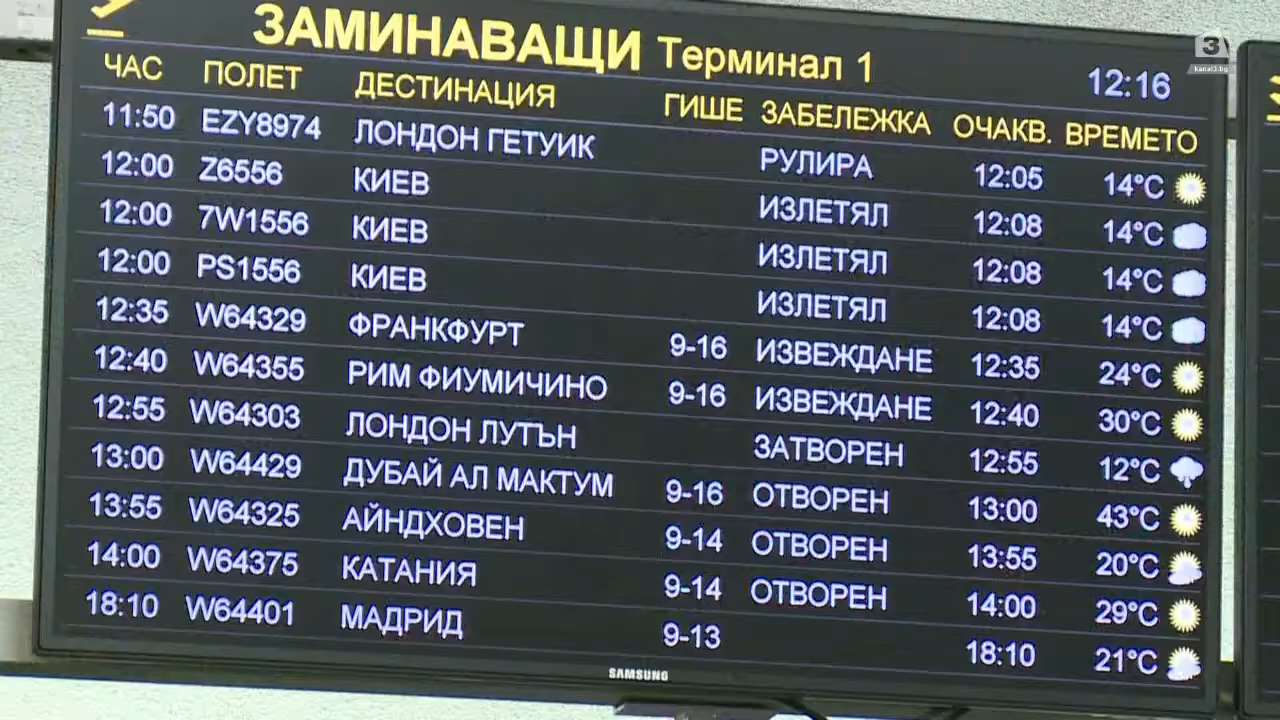 ЗАМИНАВАЩИ Терминал 1 12:16
ЧАС ПОЛЕТ ДЕСТИНАЦИЯ ГИШЕ ЗАБЕЛЕЖКА ОЧАКВ. ВРЕМЕТО
11:50 EZY8974 ЛОНДОН ГЕТУИК РУЛИРА 12:05 14°C
12:00 Z6556 КИЕВ ИЗЛЕТЯЛ 12:08 14°C
12:00 7W1556 КИЕВ ИЗЛЕТЯЛ 12:08 14°C
12:00 PS1556 КИЕВ ИЗЛЕТЯЛ 12:08 14°C
12:35 W64329 ФРАНКФУРТ 9-16 ИЗВЕЖДАНЕ 12:35 24°C
12:40 W64355 РИМ ФИУМИЧИНО 9-16 ИЗВЕЖДАНЕ 12:40 30°C
12:55 W64303 ЛОНДОН ЛУТЪН ЗАТВОРЕН 12:55 12°C
13:00 W64429 ДУБАЙ АЛ МАКТУМ 9-16 ОТВОРЕН 13:00 43°C
13:55 W64325 АЙНДХОВЕН 9-14 ОТВОРЕН 13:55 20°C
14:00 W64375 КАТАНИЯ 9-14 ОТВОРЕН 14:00 29°C
18:10 W64401 МАДРИД 9-13 18:10 21°C
SAMSUNG
3
kanal3.bg